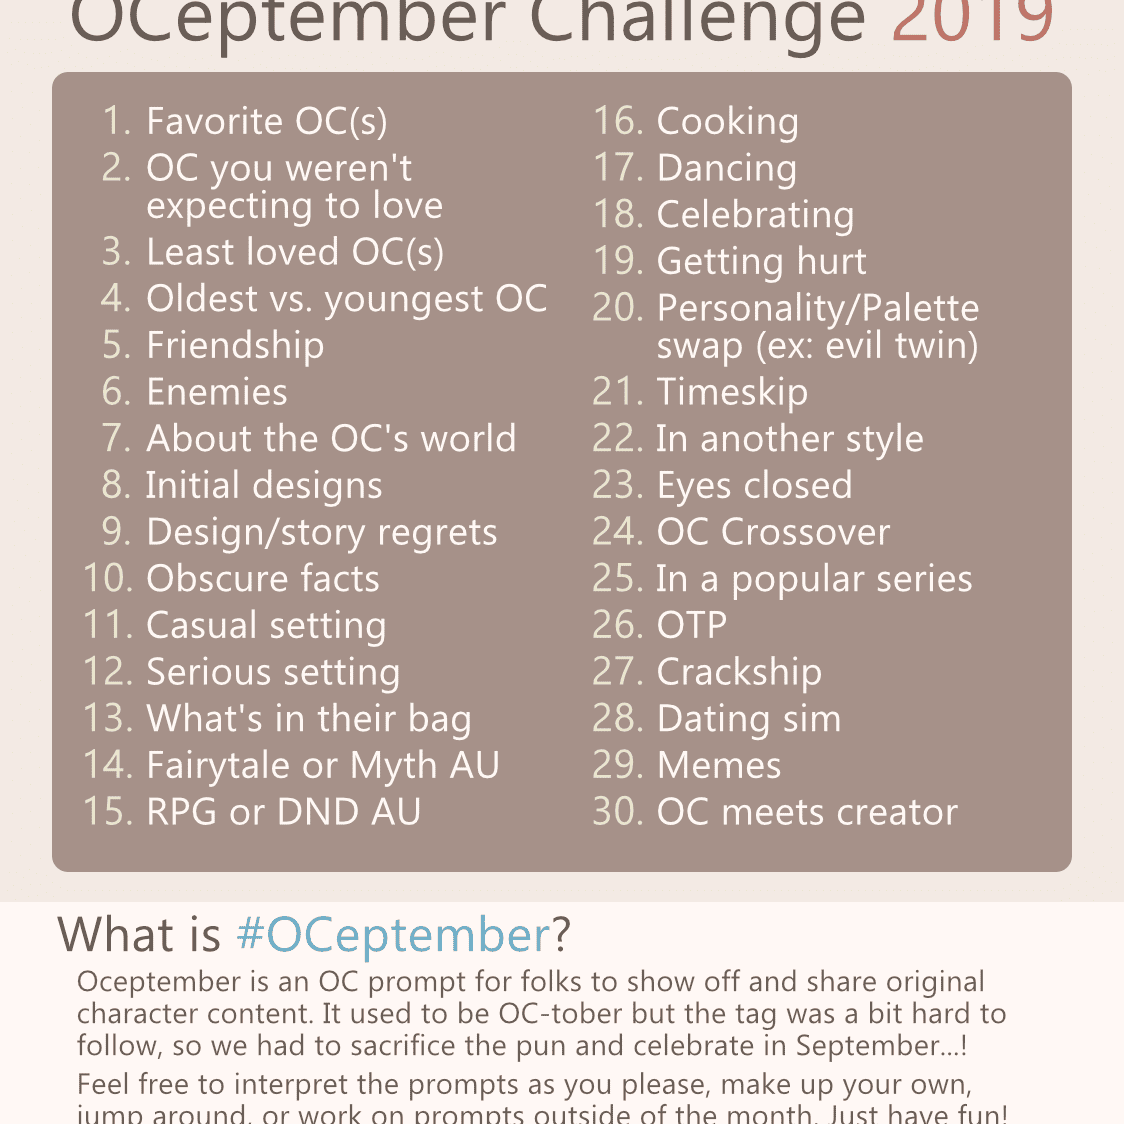 OCeptember Challenge 2019
1. Favorite OC(s)
2. OC you weren't
expecting to love
3. Least loved OC(s)
4. Oldest vs. youngest OC
5. Friendship
6. Enemies
7. About the OC's world
8. Initial designs
9. Design/story regrets
10. Obscure facts
11. Casual setting
12. Serious setting
13. What's in their bag
14. Fairytale or Myth AU
15. RPG or DND AU
16. Cooking
17. Dancing
18. Celebrating
19. Getting hurt
20. Personality/Palette
swap (ex: evil twin)
21. Timeskip
22. In another style
23. Eyes closed
24. OC Crossover
25. In a popular series
26. OTP
27. Crackship
28. Dating sim
29. Memes
30. OC meets creator
What is #OCeptember?
Oceptember is an OC prompt for folks to show off and share original
character content. It used to be OC-tober but the tag was a bit hard to
follow, so we had to sacrifice the pun and celebrate in September...!
Feel free to interpret the prompts as you please, make up your own,
jump around, or work on prompts outside of the month. Just have fun!